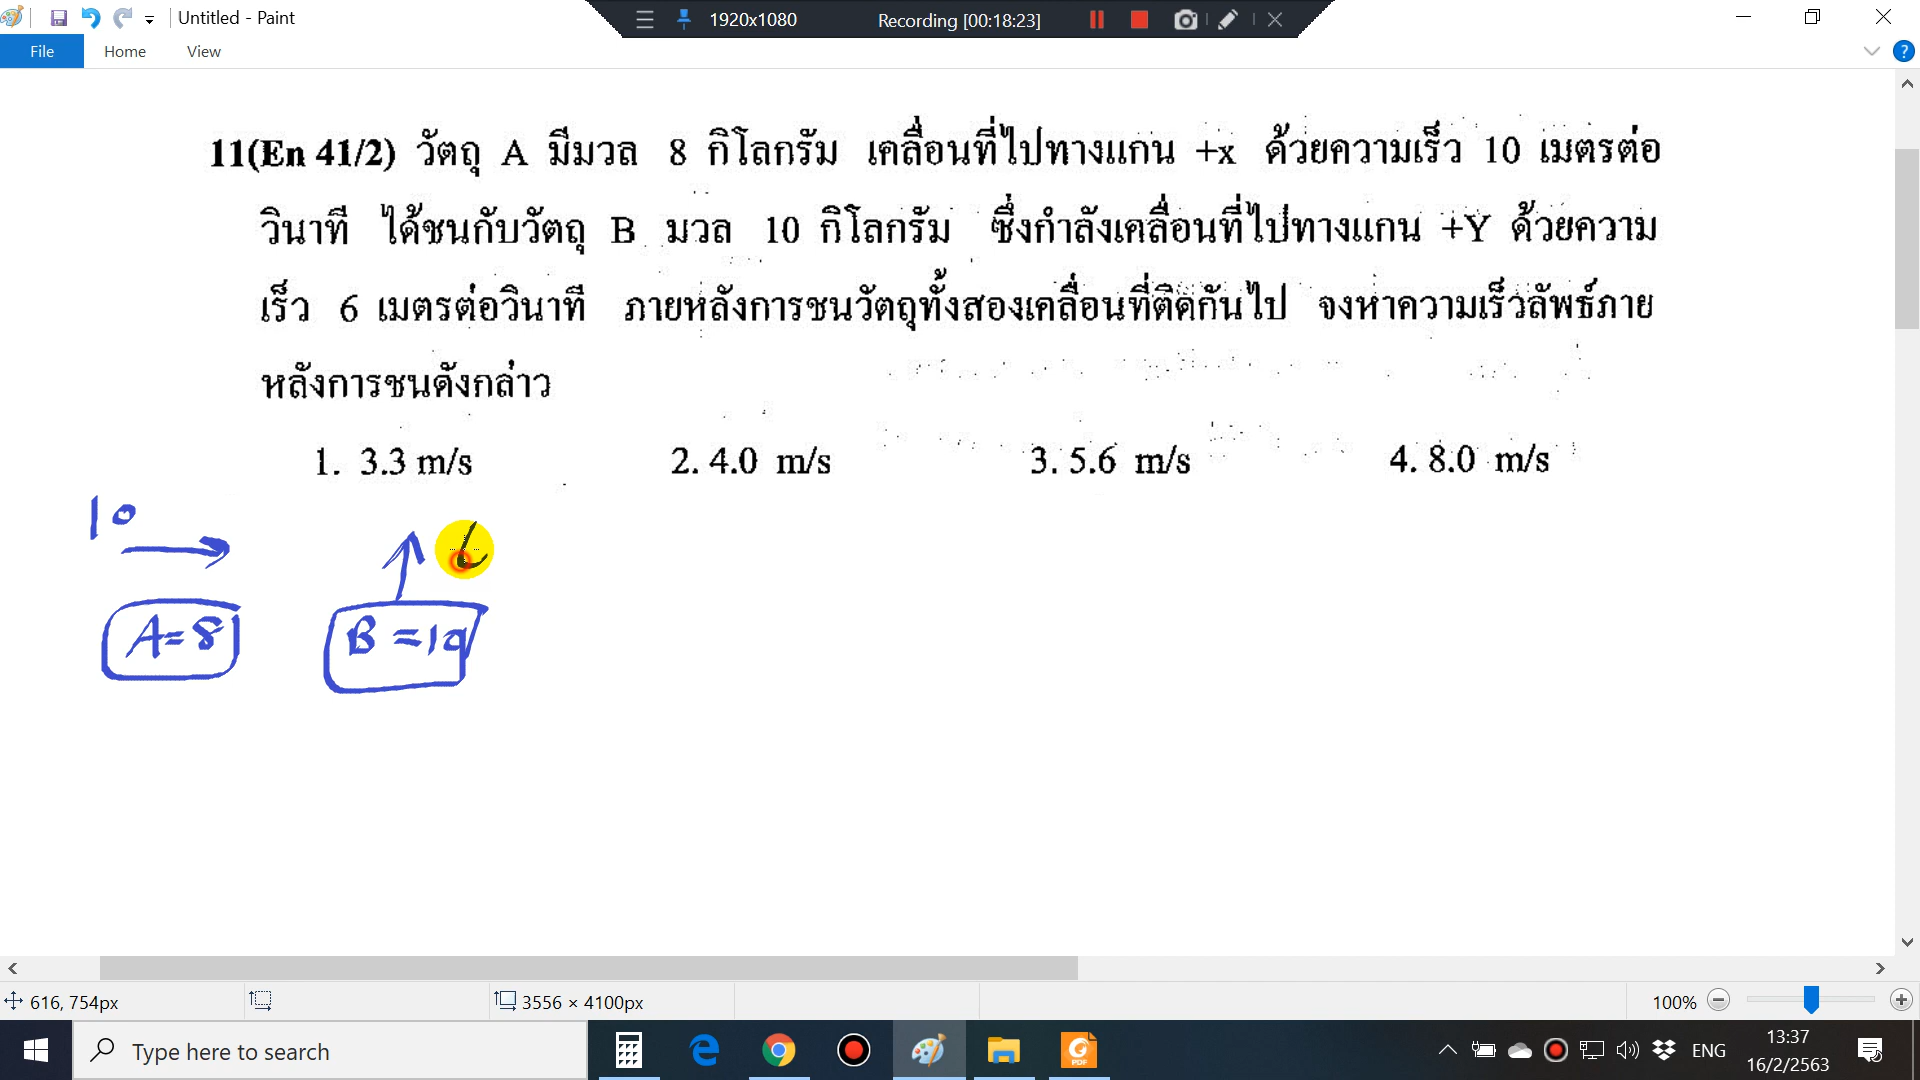 Untitled - Paint
1920x1080
Recording [00:18:23]
File Home View
11(En 41/2) วัตถุ A มีมวล 8 กิโลกรัม เคลื่อนที่ไปทางแกน +x ด้วยความเร็ว 10 เมตรต่อ
วินาที ได้ชนกับวัตถุ B มวล 10 กิโลกรัม ซึ่งกำลังเคลื่อนที่ไปทางแกน +Y ด้วยความ
เร็ว 6 เมตรต่อวินาที ภายหลังการชนวัตถุทั้งสองเคลื่อนที่ติดกันไป จงหาความเร็วลัพธ์ภาย
หลังการชนดังกล่าว
1. 3.3 m/s 2. 4.0 m/s 3. 5.6 m/s 4. 8.0 m/s
10
A=8
B=10
616, 754px
3556 × 4100px
100%
Type here to search
PDF
ENG
13:37
16/2/2563